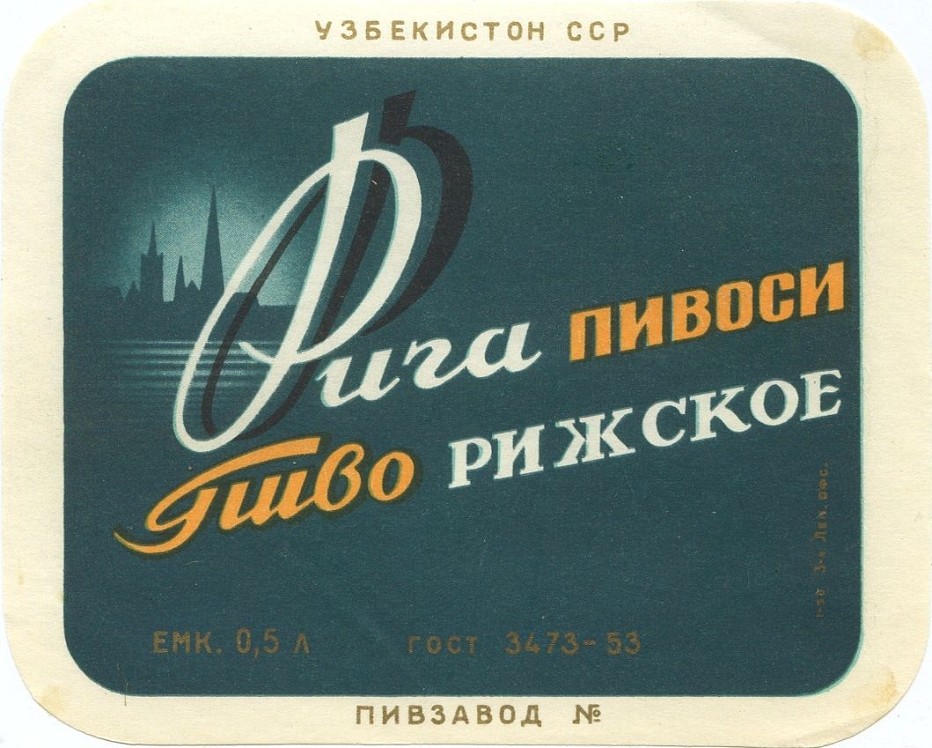 УЗБЕКИСТОН ССР
Рига ПИВОСИ
Пиво РИЖСКОЕ
ЕМК. 0,5 Л ГОСТ 3473-53
ПИВЗАВОД №